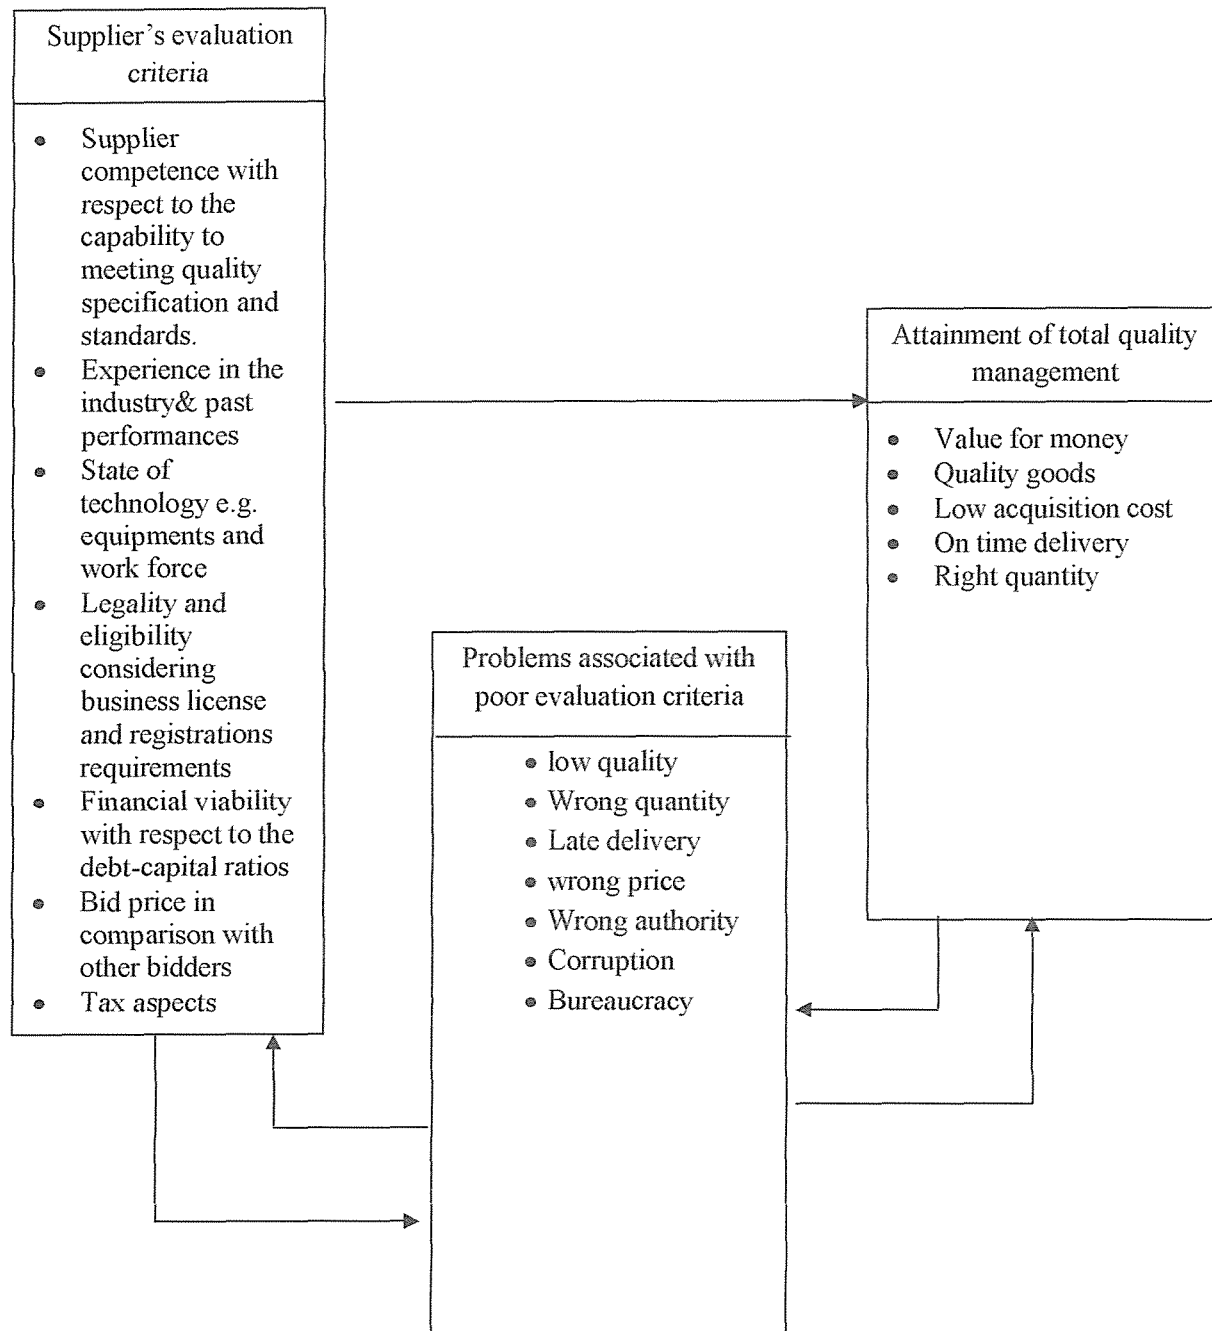 Supplier’s evaluation
criteria
• Supplier
competence with
respect to the
capability to
meeting quality
specification and
standards.
• Experience in the
industry& past
performances
• State of
technology e.g.
equipments and
work force
• Legality and
eligibility
considering
business license
and registrations
requirements
• Financial viability
with respect to the
debt-capital ratios
• Bid price in
comparison with
other bidders
• Tax aspects
Problems associated with
poor evaluation criteria
• low quality
• Wrong quantity
• Late delivery
• wrong price
• Wrong authority
• Corruption
• Bureaucracy
Attainment of total quality
management
• Value for money
• Quality goods
• Low acquisition cost
• On time delivery
• Right quantity